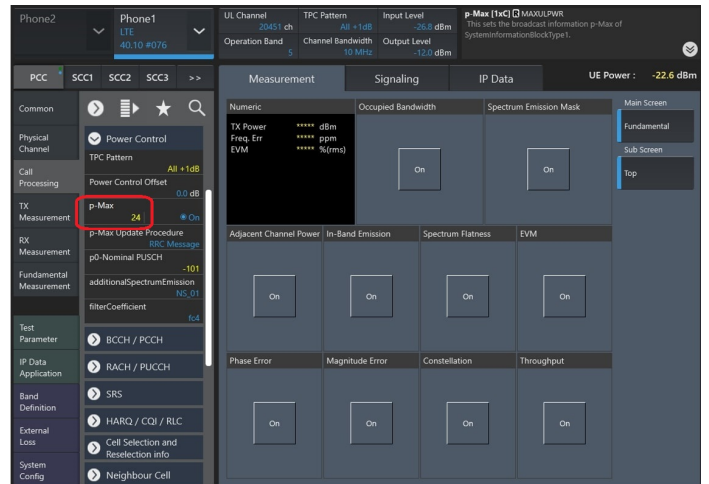 Phone2
Phone1
LTE
40.10 #076
UL Channel
20451 ch
TPC Pattern
All +1dB
Input Level
-26.8 dBm
Operation Band
5
Channel Bandwidth
10 MHz
Output Level
-12.0 dBm
p-Max [1xC] R MAXULPWR
This sets the broadcast information p-Max of
SystemInformationBlockType1.
PCC
SCC1
SCC2
SCC3
>>
Measurement
Signaling
IP Data
UE Power : -22.6 dBm
Common
Physical
Channel
Call
Processing
TX
Measurement
RX
Measurement
Fundamental
Measurement
Test
Parameter
IP Data
Application
Band
Definition
External
Loss
System
Config
Power Control
TPC Pattern
All +1dB
Power Control Offset
0.0 dB
p-Max
24
On
p-Max Update Procedure
RRC Message
p0-Nominal PUSCH
-101
additionalSpectrumEmission
NS_01
filterCoefficient
fc4
BCCH / PCCH
RACH / PUCCH
SRS
HARQ / CQI / RLC
Cell Selection and
Reselection info
Neighbour Cell
Numeric
TX Power ***** dBm
Freq. Err ***** ppm
EVM ***** %(rms)
Occupied Bandwidth
On
Spectrum Emission Mask
On
Adjacent Channel Power
On
In-Band Emission
On
Spectrum Flatness
On
EVM
On
Phase Error
On
Magnitude Error
On
Constellation
On
Throughput
On
Main Screen
Fundamental
Sub Screen
Top